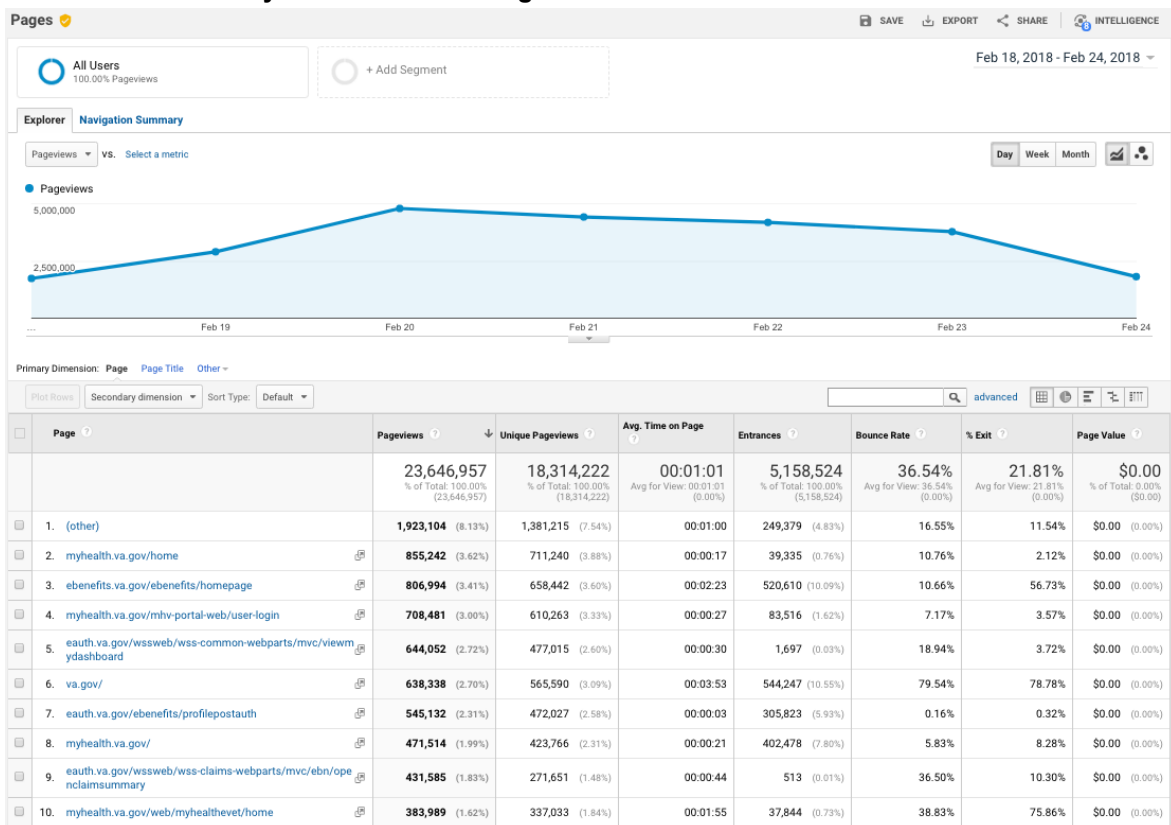 Pages
SAVE EXPORT SHARE INTELLIGENCE
8
All Users
100.00% Pageviews
+ Add Segment
Feb 18, 2018 - Feb 24, 2018
Explorer Navigation Summary
Pageviews VS. Select a metric
Day Week Month
Pageviews
5,000,000
2,500,000
... Feb 19 Feb 20 Feb 21 Feb 22 Feb 23 Feb 24
Primary Dimension: Page Page Title Other
Plot Rows Secondary dimension Sort Type: Default advanced
Page ? Pageviews ? Unique Pageviews ? Avg. Time on Page ? Entrances ? Bounce Rate ? % Exit ? Page Value ?
23,646,957 18,314,222 00:01:01 5,158,524 36.54% 21.81% $0.00
% of Total: 100.00% % of Total: 100.00% Avg for View: 00:01:01 % of Total: 100.00% Avg for View: 36.54% Avg for View: 21.81% % of Total: 0.00%
(23,646,957) (18,314,222) (0.00%) (5,158,524) (0.00%) (0.00%) ($0.00)
1. (other) 1,923,104 (8.13%) 1,381,215 (7.54%) 00:01:00 249,379 (4.83%) 16.55% 11.54% $0.00 (0.00%)
2. myhealth.va.gov/home 855,242 (3.62%) 711,240 (3.88%) 00:00:17 39,335 (0.76%) 10.76% 2.12% $0.00 (0.00%)
3. ebenefits.va.gov/ebenefits/homepage 806,994 (3.41%) 658,442 (3.60%) 00:02:23 520,610 (10.09%) 10.66% 56.73% $0.00 (0.00%)
4. myhealth.va.gov/mhv-portal-web/user-login 708,481 (3.00%) 610,263 (3.33%) 00:00:27 83,516 (1.62%) 7.17% 3.57% $0.00 (0.00%)
5. eauth.va.gov/wssweb/wss-common-webparts/mvc/viewm
ydashboard 644,052 (2.72%) 477,015 (2.60%) 00:00:30 1,697 (0.03%) 18.94% 3.72% $0.00 (0.00%)
6. va.gov/ 638,338 (2.70%) 565,590 (3.09%) 00:03:53 544,247 (10.55%) 79.54% 78.78% $0.00 (0.00%)
7. eauth.va.gov/ebenefits/profilepostauth 545,132 (2.31%) 472,027 (2.58%) 00:00:03 305,823 (5.93%) 0.16% 0.32% $0.00 (0.00%)
8. myhealth.va.gov/ 471,514 (1.99%) 423,766 (2.31%) 00:00:21 402,478 (7.80%) 5.83% 8.28% $0.00 (0.00%)
9. eauth.va.gov/wssweb/wss-claims-webparts/mvc/ebn/ope
nclaimsummary 431,585 (1.83%) 271,651 (1.48%) 00:00:44 513 (0.01%) 36.50% 10.30% $0.00 (0.00%)
10. myhealth.va.gov/web/myhealthevet/home 383,989 (1.62%) 337,033 (1.84%) 00:01:55 37,844 (0.73%) 38.83% 75.86% $0.00 (0.00%)